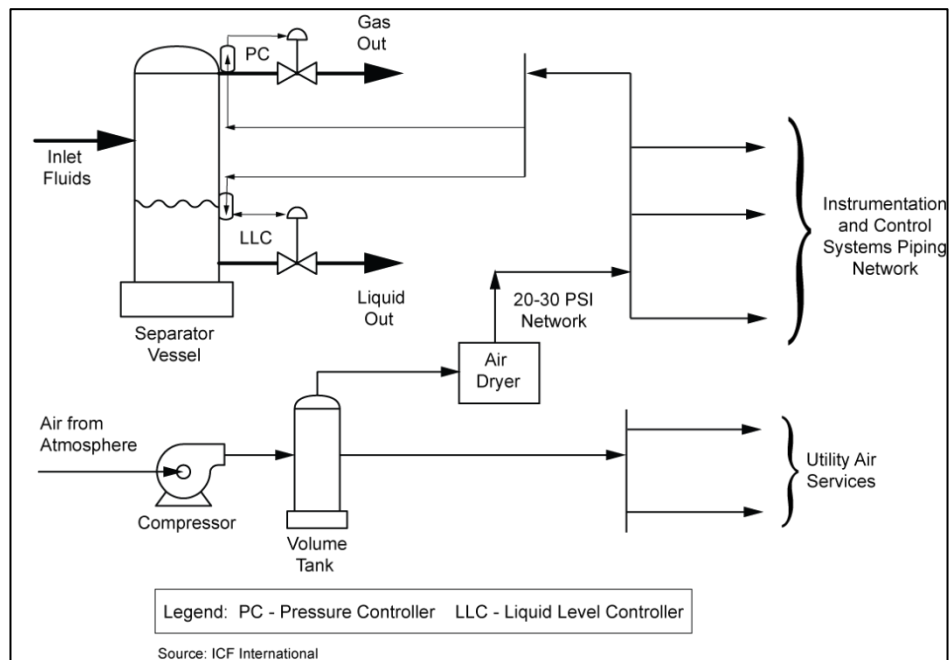 Gas
Out
PC
Inlet
Fluids
LLC
Liquid
Out
Separator
Vessel
20-30 PSI
Network
Air
Dryer
Instrumentation
and Control
Systems Piping
Network
Air from
Atmosphere
Compressor
Volume
Tank
Utility Air
Services
Legend: PC - Pressure Controller LLC - Liquid Level Controller
Source: ICF International